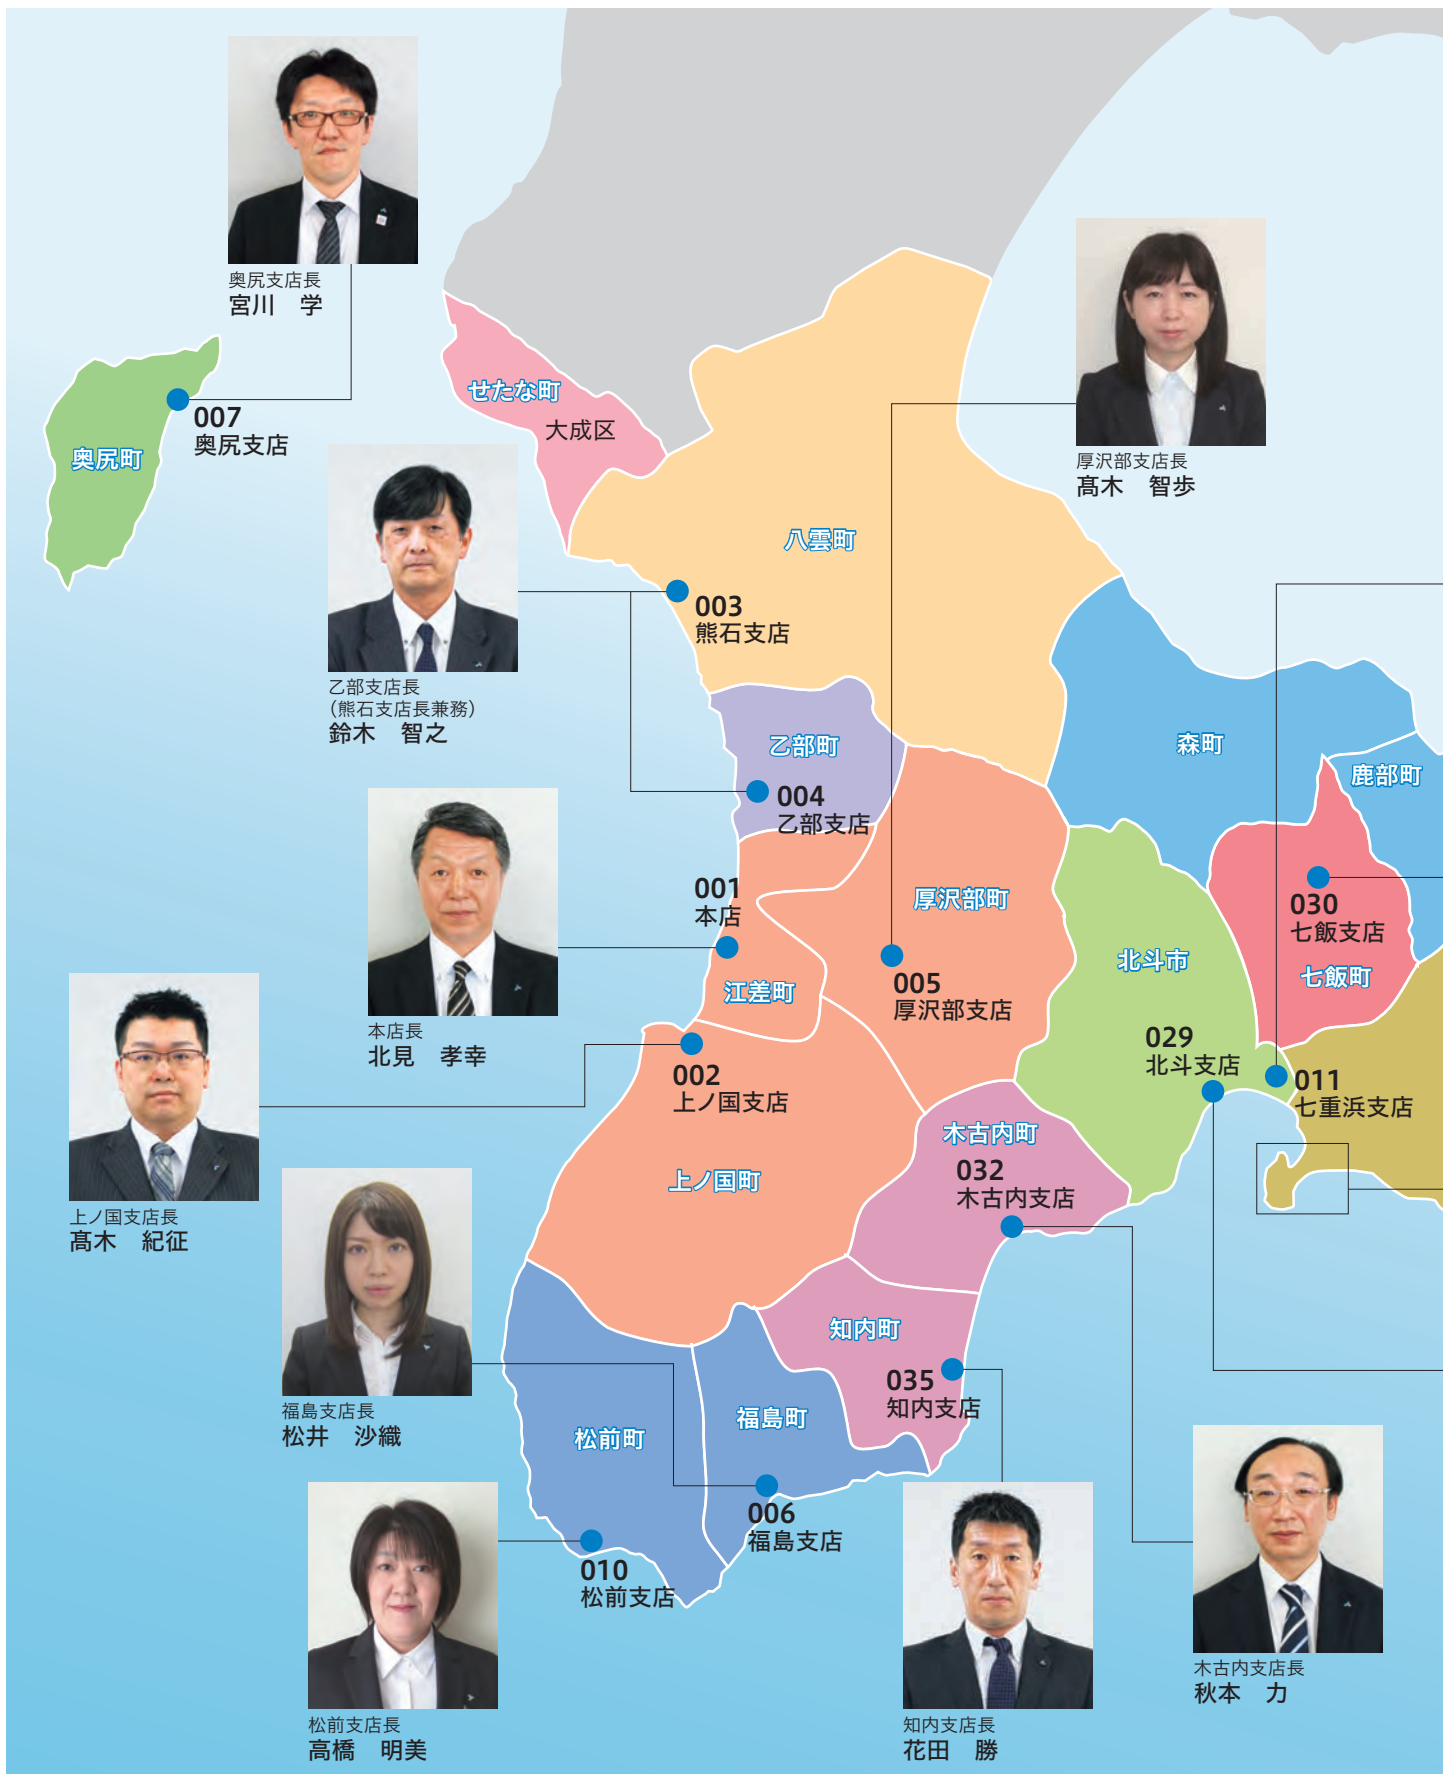 奥尻支店長
宮川 学
007
奥尻支店
奥尻町
せたな町
大成区
厚沢部支店長
髙木 智歩
八雲町
003
熊石支店
乙部支店長
(熊石支店長兼務)
鈴木 智之
乙部町
004
乙部支店
森町
鹿部町
001
本店
江差町
本店長
北見 孝幸
厚沢部町
005
厚沢部支店
030
七飯支店
七飯町
北斗市
029
北斗支店
011
七重浜支店
002
上ノ国支店
上ノ国町
上ノ国支店長
髙木 紀征
木古内町
032
木古内支店
知内町
035
知内支店
福島支店長
松井 沙織
松前町
福島町
006
福島支店
010
松前支店
松前支店長
高橋 明美
知内支店長
花田 勝
木古内支店長
秋本 力